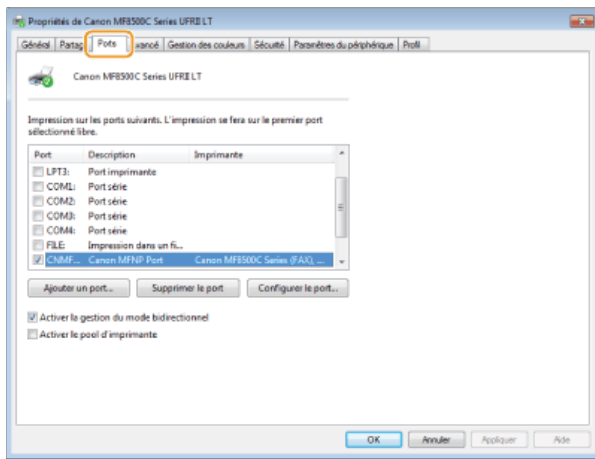 Propriétés de Canon MF8500C Series UFRII LT
Général Partag Ports vancé Gestion des couleurs Sécurité Paramètres du périphérique Profil
Canon MF8500C Series UFRII LT
Impression sur les ports suivants. L'impression se fera sur le premier port
sélectionné libre.
Port Description Imprimante
LPT3: Port imprimante
COM1: Port série
COM2: Port série
COM3: Port série
COM4: Port série
FILE: Impression dans un fi...
CNMF... Canon MFNP Port Canon MF8500C Series (FAX), ...
Ajouter un port... Supprimer le port Configurer le port...
Activer la gestion du mode bidirectionnel
Activer le pool d'imprimante
OK Annuler Appliquer Aide